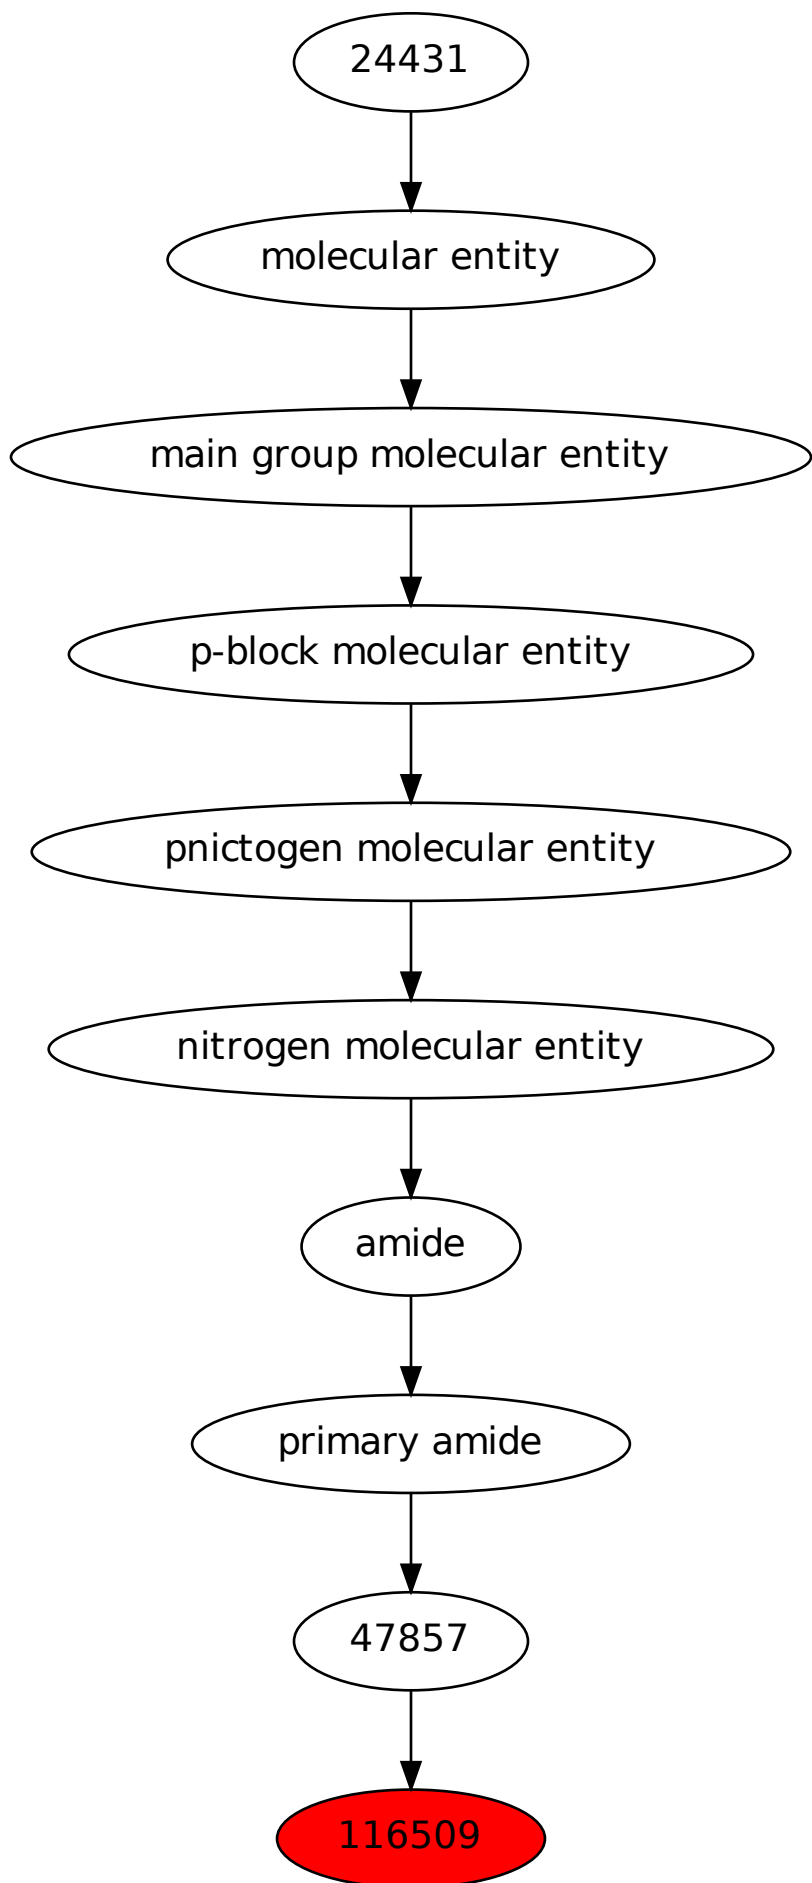 24431
molecular entity
main group molecular entity
p-block molecular entity
pnictogen molecular entity
nitrogen molecular entity
amide
primary amide
47857
116509